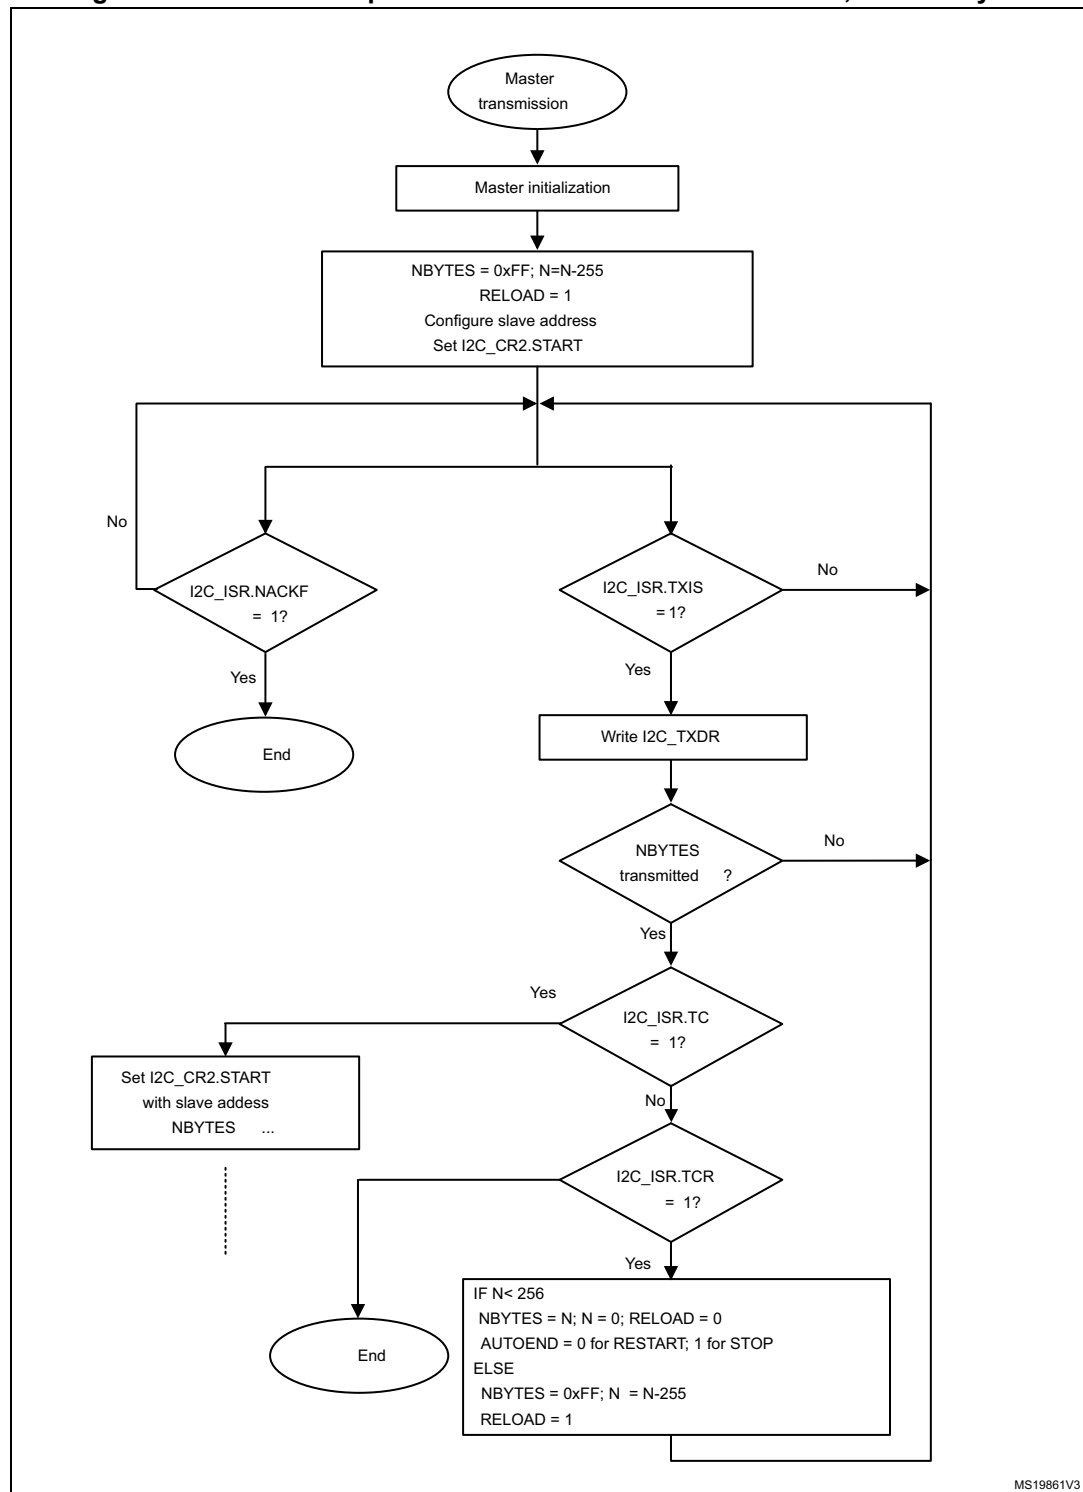 Master
transmission
Master initialization
NBYTES = 0xFF; N=N-255
RELOAD = 1
Configure slave address
Set I2C_CR2.START
No
I2C_ISR.NACKF
= 1?
Yes
End
I2C_ISR.TXIS
= 1?
No
Yes
Write I2C_TXDR
NBYTES
transmitted ?
No
Yes
I2C_ISR.TC
= 1?
Yes
Set I2C_CR2.START
with slave addess
NBYTES ...
No
I2C_ISR.TCR
= 1?
Yes
End
IF N< 256
NBYTES = N; N = 0; RELOAD = 0
AUTOEND = 0 for RESTART; 1 for STOP
ELSE
NBYTES = 0xFF; N = N-255
RELOAD = 1
MS19861V3